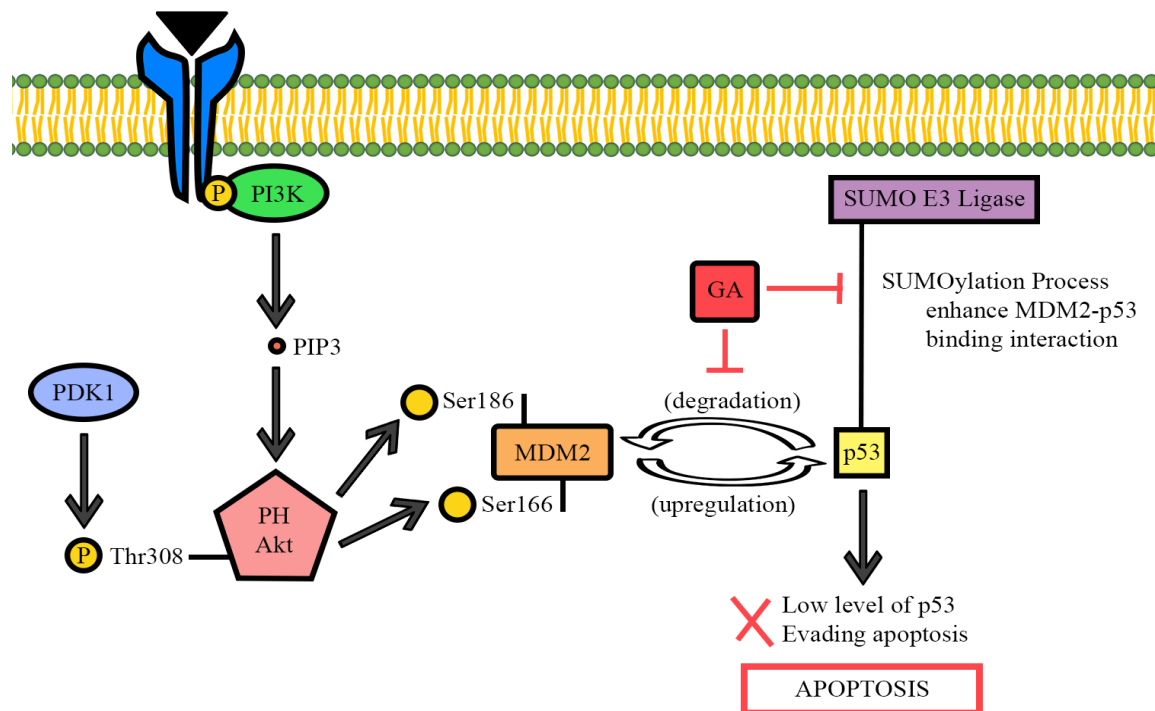 P
PI3K
SUMO E3 Ligase
GA
SUMOylation Process
enhance MDM2-p53
binding interaction
PIP3
PDK1
Ser186
(degradation)
MDM2
p53
Ser166
(upregulation)
PH
Akt
P
Thr308
Low level of p53
Evading apoptosis
APOPTOSIS